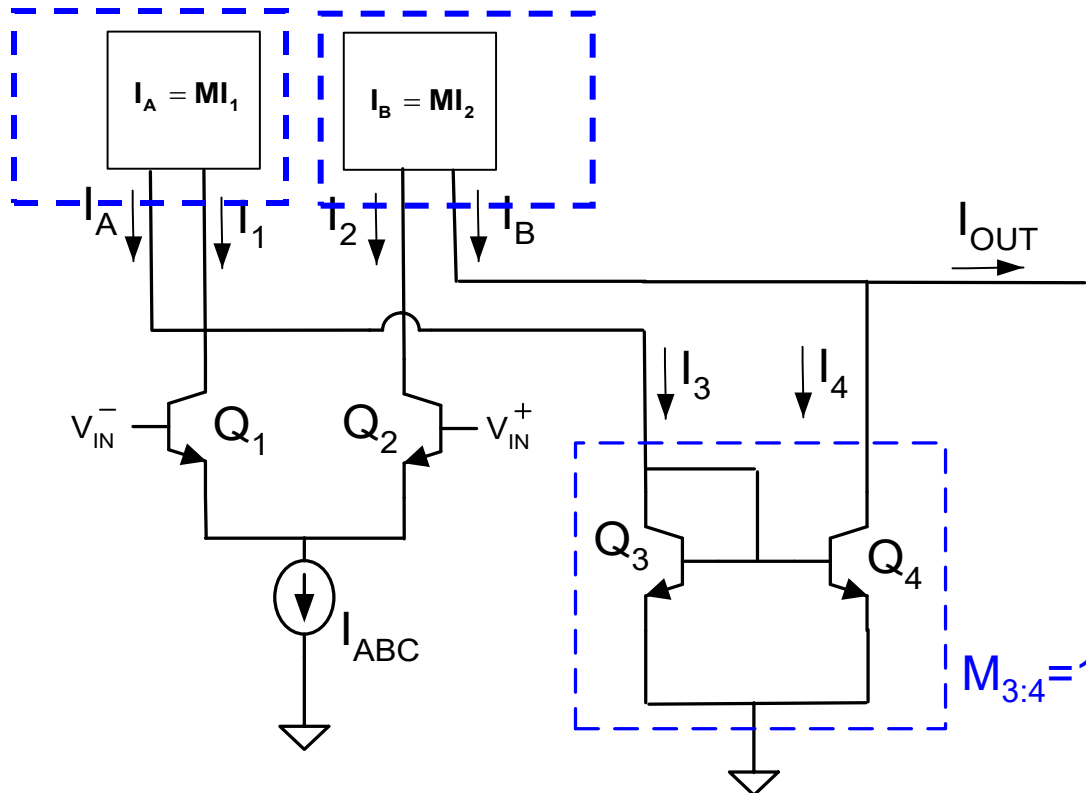 I_A = MI_1
I_B = MI_2
I_A
I_1
I_2
I_B
I_OUT
V_IN^-
Q_1
Q_2
V_IN^+
I_3
I_4
Q_3
Q_4
I_ABC
M_3:4=1